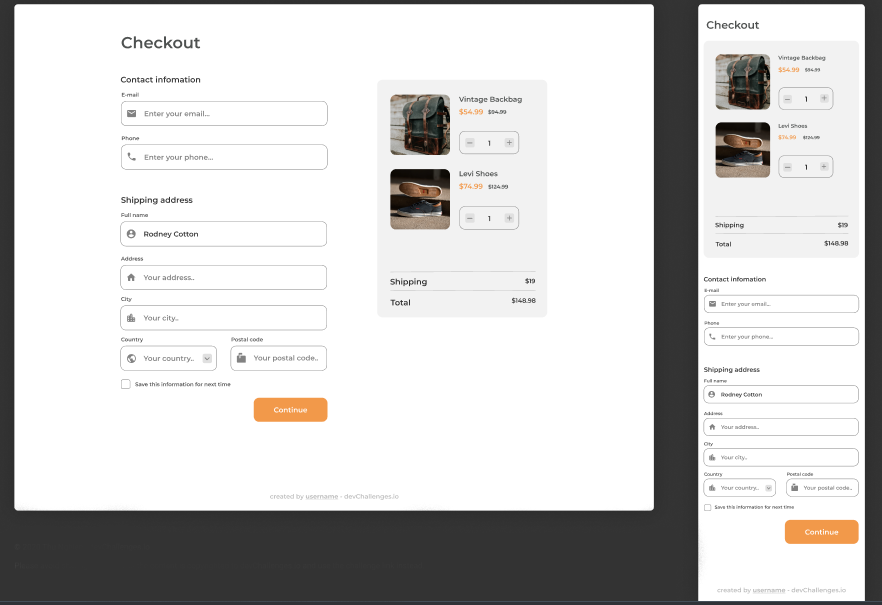 Checkout
Contact infomation
E-mail
Enter your email...
Phone
Enter your phone...
Shipping address
Full name
Rodney Cotton
Address
Your address..
City
Your city..
Country
Postal code
Your country..
Your postal code..
Save this information for next time
Continue
Vintage Backbag
$54.99 $94.99
1
Levi Shoes
$74.99 $124.99
1
Shipping $19
Total $148.98
created by username - devChallenges.io
Checkout
Vintage Backbag
$54.99 $94.99
1
Levi Shoes
$74.99 $124.99
1
Shipping $19
Total $148.98
Contact infomation
E-mail
Enter your email...
Phone
Enter your phone...
Shipping address
Full name
Rodney Cotton
Address
Your address..
City
Your city..
Country
Postal code
Your country..
Your postal code..
Save this information for next time
Continue
created by username - devChallenges.io